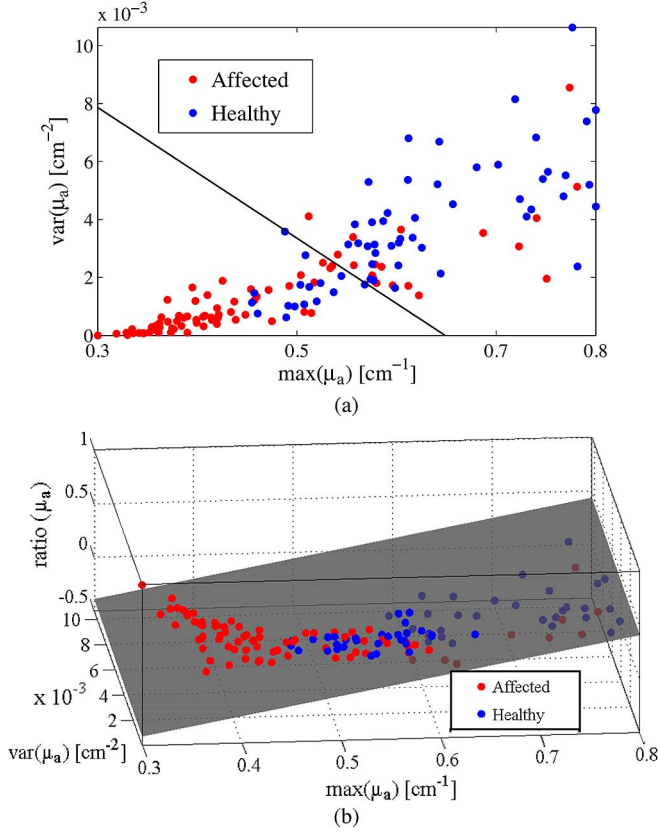 x 10⁻³
10
8
6
4
2
0
var(μₐ) [cm⁻²]
Affected
Healthy
0.3 0.5 0.7 0.8
max(μₐ) [cm⁻¹]
(a)
1
0.5
0
-0.5
ratio (μₐ)
10
8
6
4
2
x 10⁻³
var(μₐ) [cm⁻²]
Affected
Healthy
0.3 0.4 0.5 0.6 0.7 0.8
max(μₐ) [cm⁻¹]
(b)